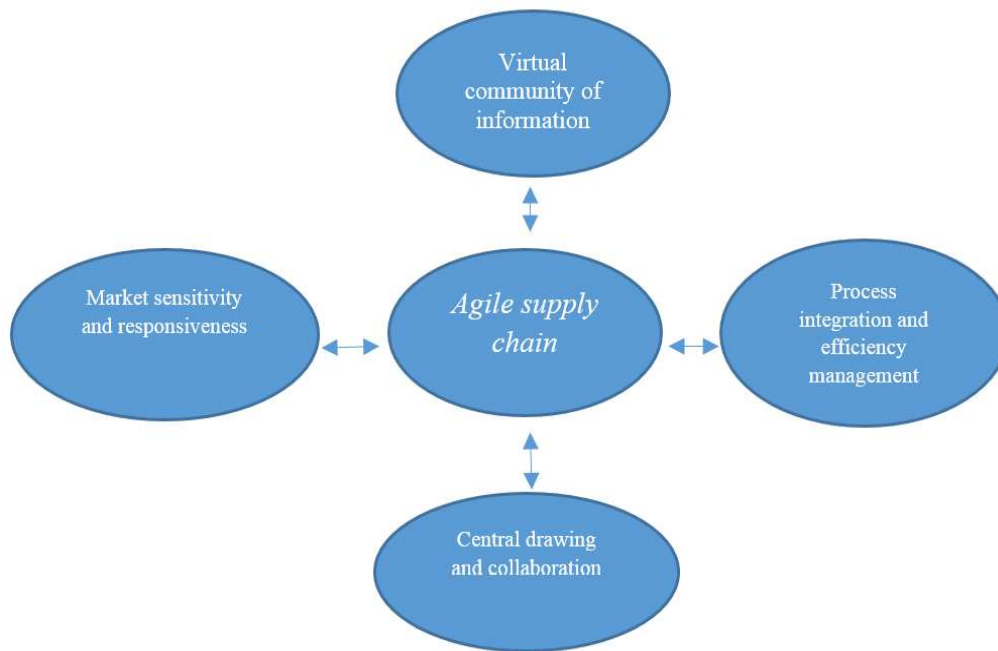 Virtual
community of
information
Market sensitivity
and responsiveness
Agile supply
chain
Process
integration and
efficiency
management
Central drawing
and collaboration